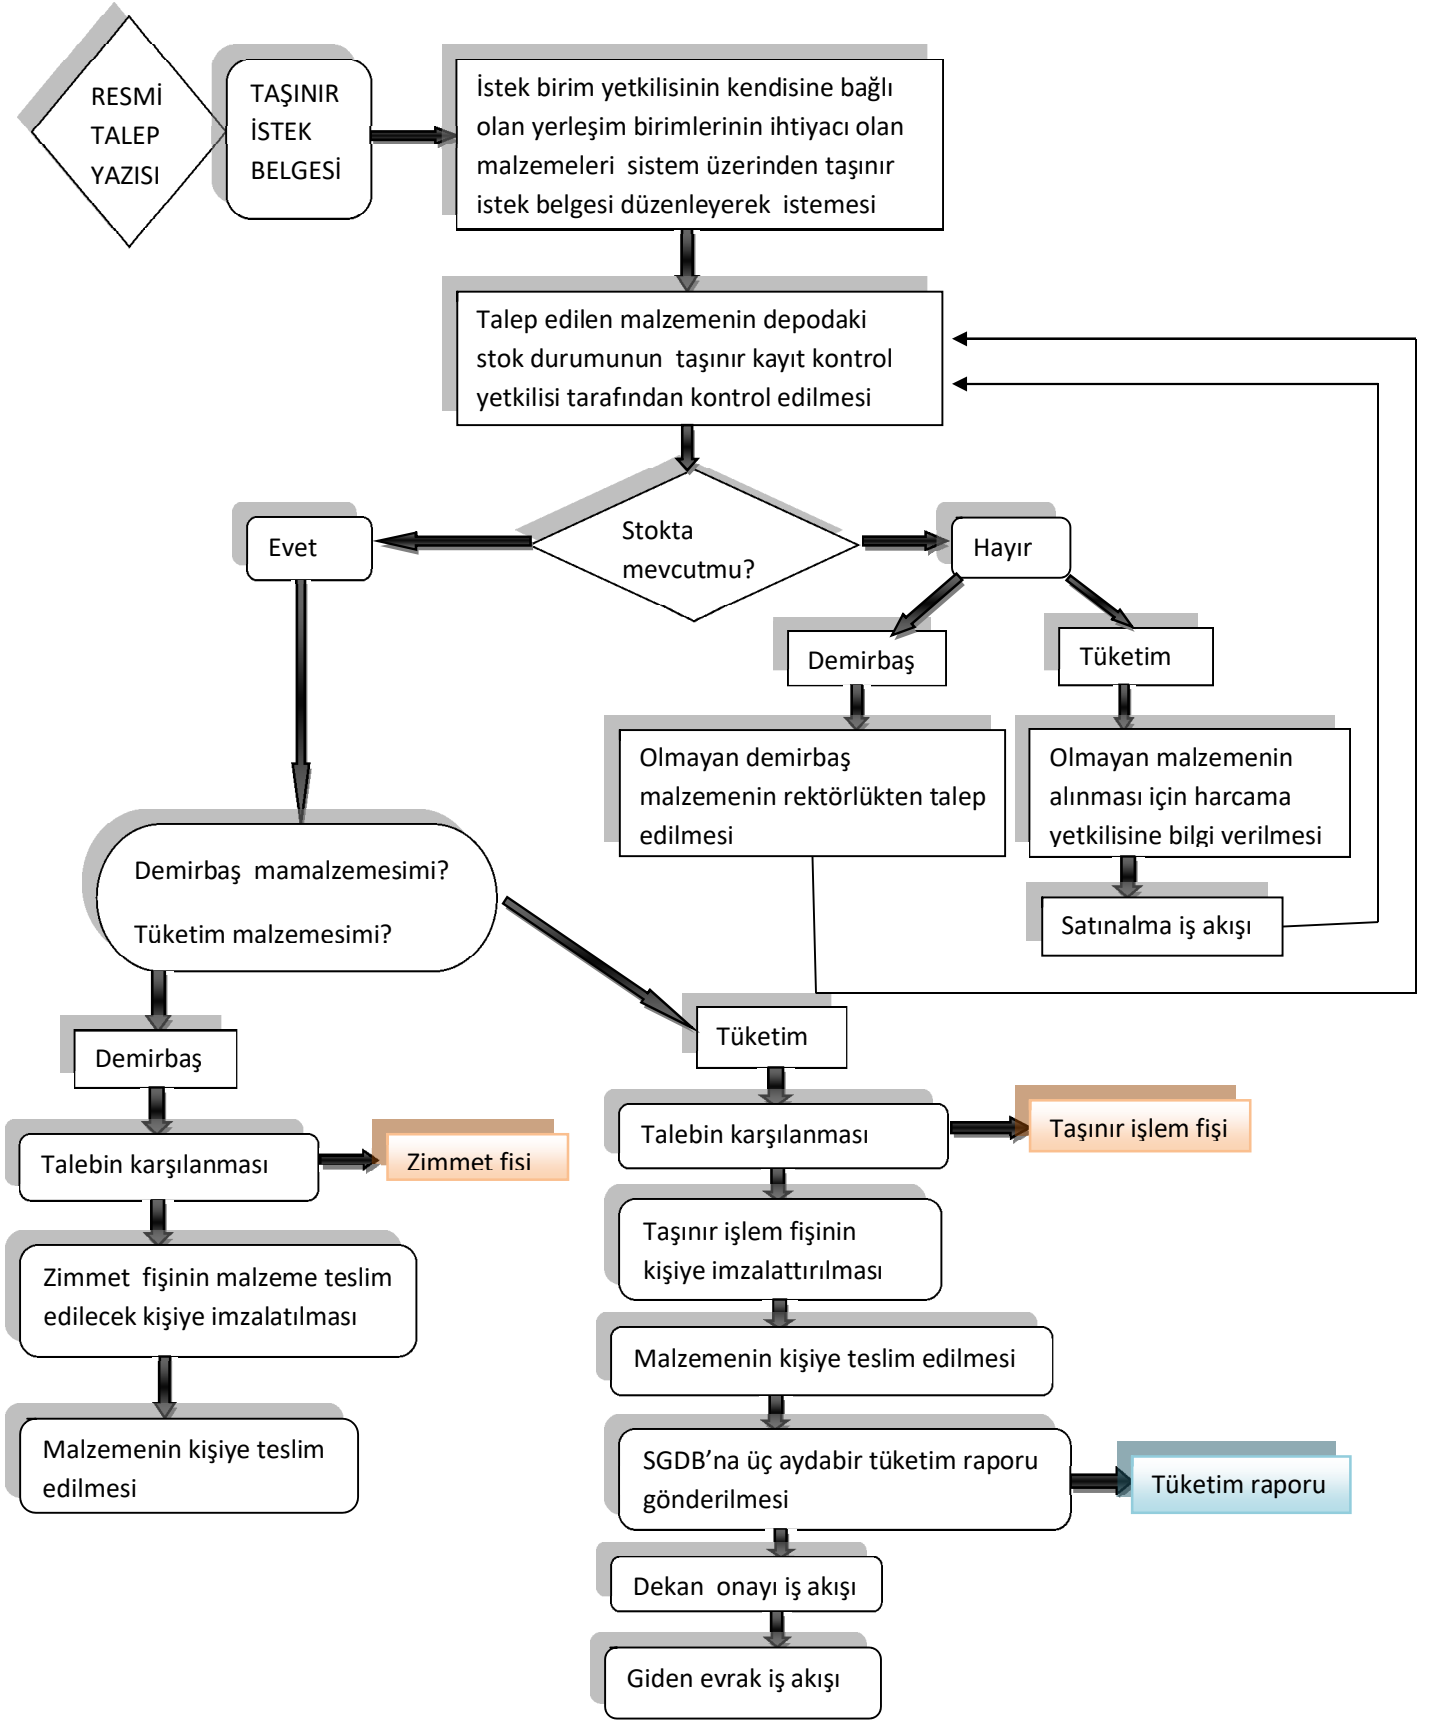 RESMİ
TALEP
YAZISI
TAŞINIR
İSTEK
BELGESİ
İstek birim yetkilisinin kendisine bağlı
olan yerleşim birimlerinin ihtiyacı olan
malzemeleri sistem üzerinden taşınır
istek belgesi düzenleyerek istemesi
Talep edilen malzemenin depodaki
stok durumunun taşınır kayıt kontrol
yetkilisi tarafından kontrol edilmesi
Stokta
mevcutmu?
Evet
Hayır
Demirbaş
Tüketim
Olmayan demirbaş
malzemenin rektörlükten talep
edilmesi
Olmayan malzemenin
alınması için harcama
yetkilisine bilgi verilmesi
Satınalma iş akışı
Demirbaş mamalzemesimi?
Tüketim malzemesimi?
Demirbaş
Tüketim
Talebin karşılanması
Zimmet fişi
Zimmet fişinin malzeme teslim
edilecek kişiye imzalatılması
Malzemenin kişiye teslim
edilmesi
Talebin karşılanması
Taşınır işlem fişi
Taşınır işlem fişinin
kişiye imzalattırılması
Malzemenin kişiye teslim edilmesi
SGDB’na üç aydabir tüketim raporu
gönderilmesi
Tüketim raporu
Dekan onayı iş akışı
Giden evrak iş akışı